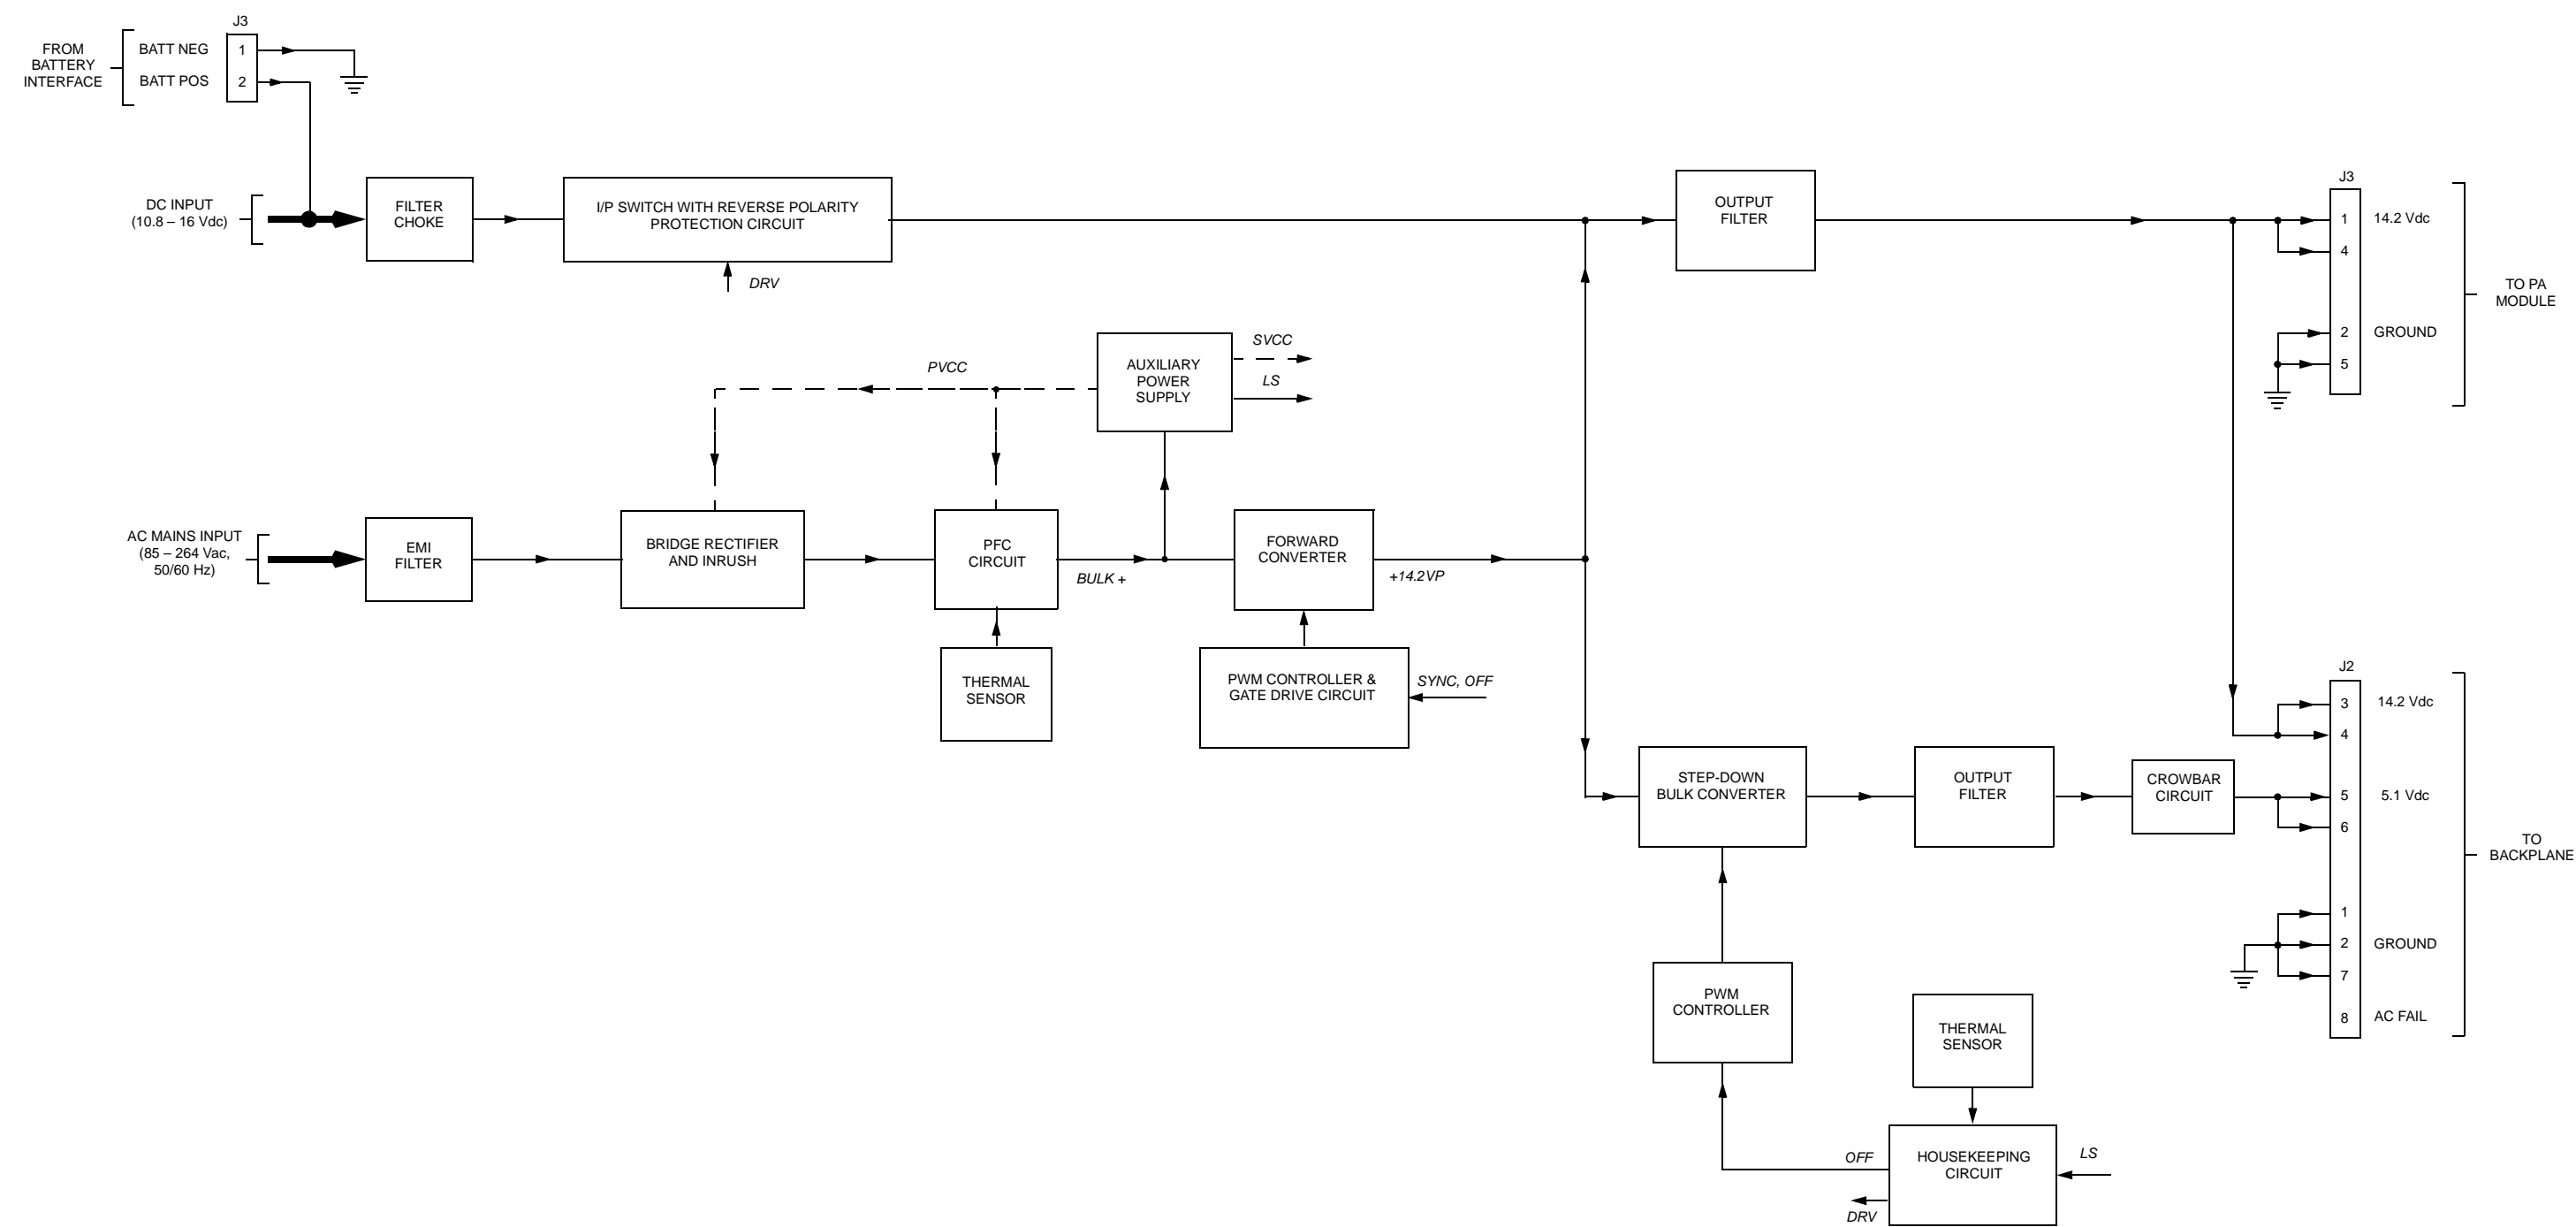 J3
FROM
BATTERY
INTERFACE
BATT NEG
1
BATT POS
2
DC INPUT
(10.8 – 16 Vdc)
FILTER
CHOKE
I/P SWITCH WITH REVERSE POLARITY
PROTECTION CIRCUIT
DRV
OUTPUT
FILTER
J3
1
14.2 Vdc
4
2
GROUND
5
TO PA
MODULE
PVCC
AUXILIARY
POWER
SUPPLY
SVCC
LS
AC MAINS INPUT
(85 – 264 Vac,
50/60 Hz)
EMI
FILTER
BRIDGE RECTIFIER
AND INRUSH
PFC
CIRCUIT
BULK +
FORWARD
CONVERTER
+14.2VP
THERMAL
SENSOR
PWM CONTROLLER &
GATE DRIVE CIRCUIT
SYNC, OFF
J2
3
14.2 Vdc
4
STEP-DOWN
BULK CONVERTER
OUTPUT
FILTER
CROWBAR
CIRCUIT
5
5.1 Vdc
6
TO
BACKPLANE
1
2
GROUND
7
8
AC FAIL
PWM
CONTROLLER
THERMAL
SENSOR
OFF
HOUSEKEEPING
CIRCUIT
LS
DRV